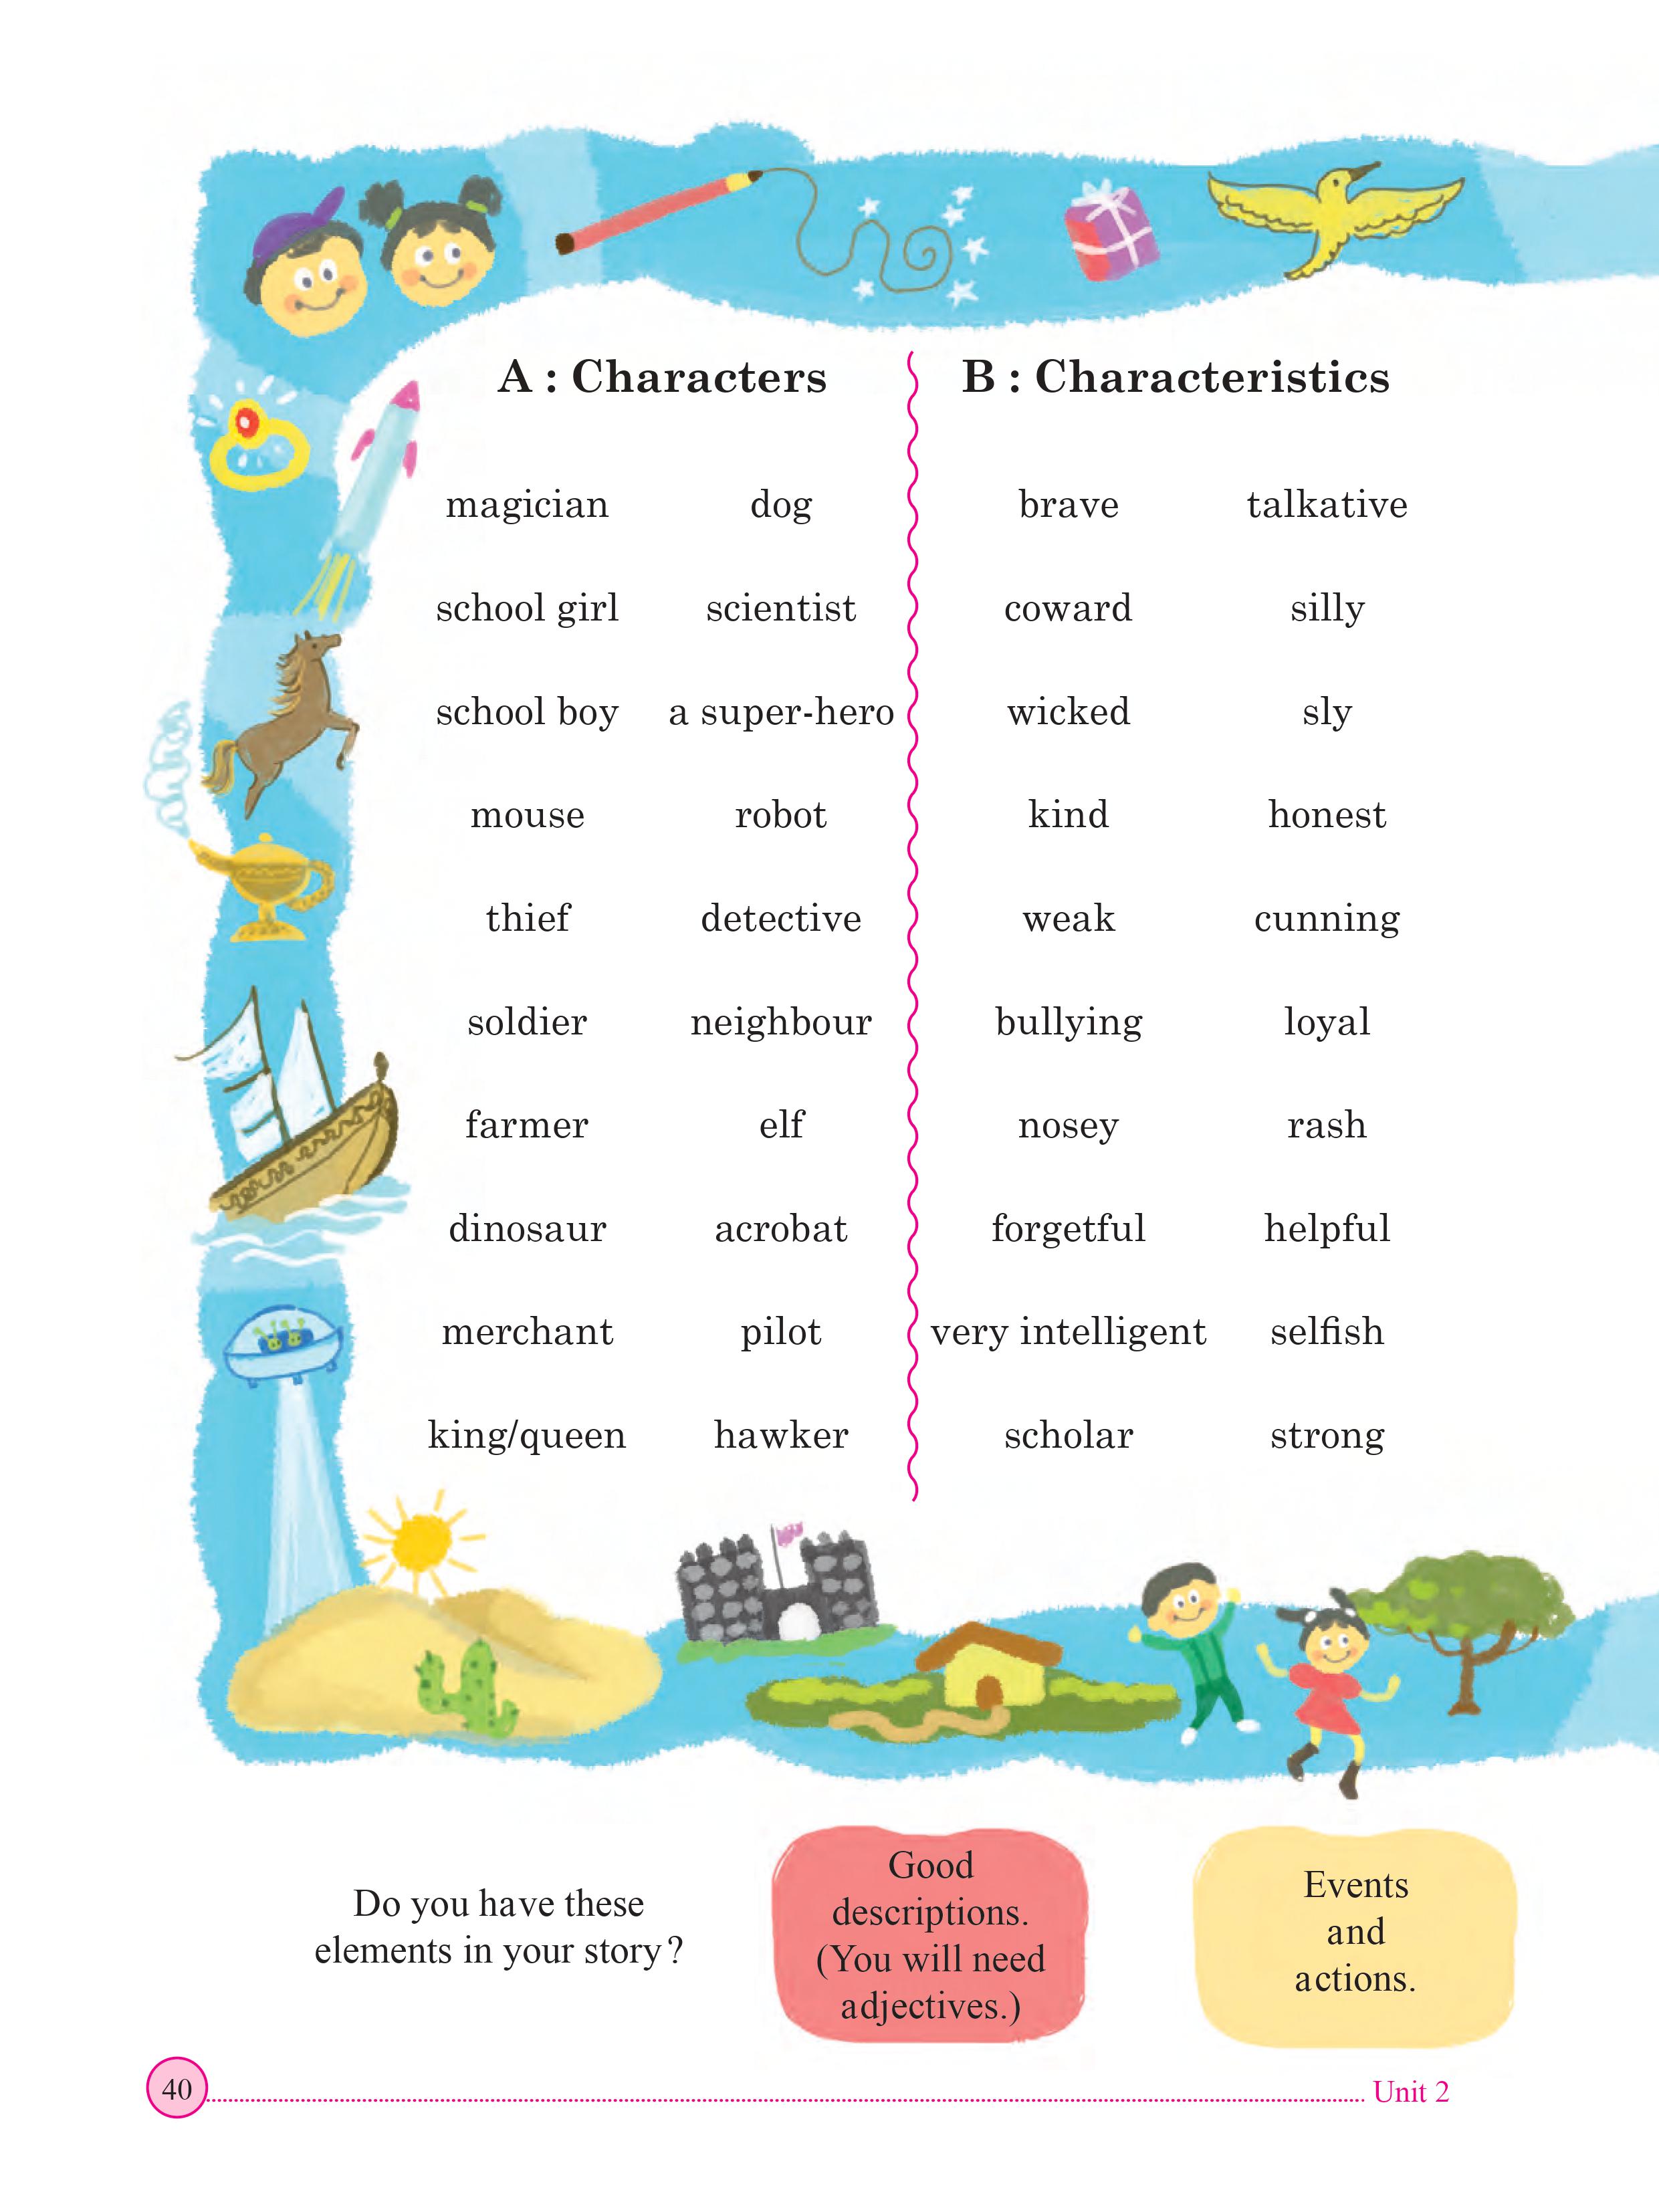 A : Characters B : Characteristics
magician dog brave talkative
school girl scientist coward silly
school boy a super-hero wicked sly
mouse robot kind honest
thief detective weak cunning
soldier neighbour bullying loyal
farmer elf nosey rash
dinosaur acrobat forgetful helpful
merchant pilot very intelligent selfish
king/queen hawker scholar strong
Do you have these
elements in your story?
Good
descriptions.
(You will need
adjectives.)
Events
and
actions.
40 Unit 2